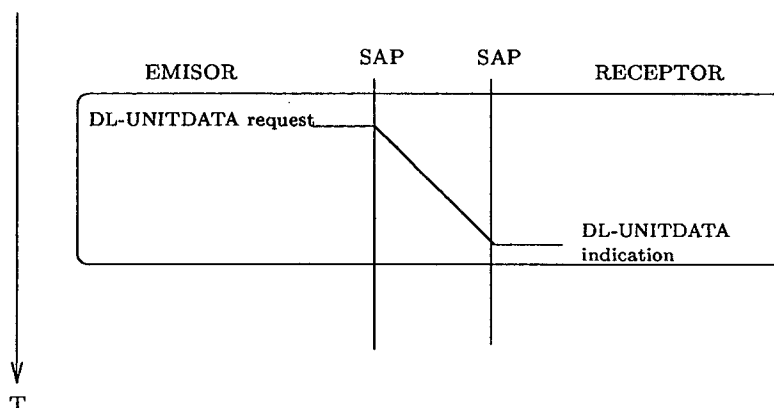 SAP SAP
EMISOR RECEPTOR
DL-UNITDATA request
DL-UNITDATA
indication
T